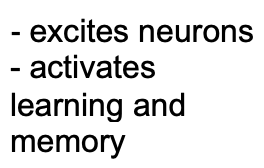 - excites neurons
- activates
learning and
memory